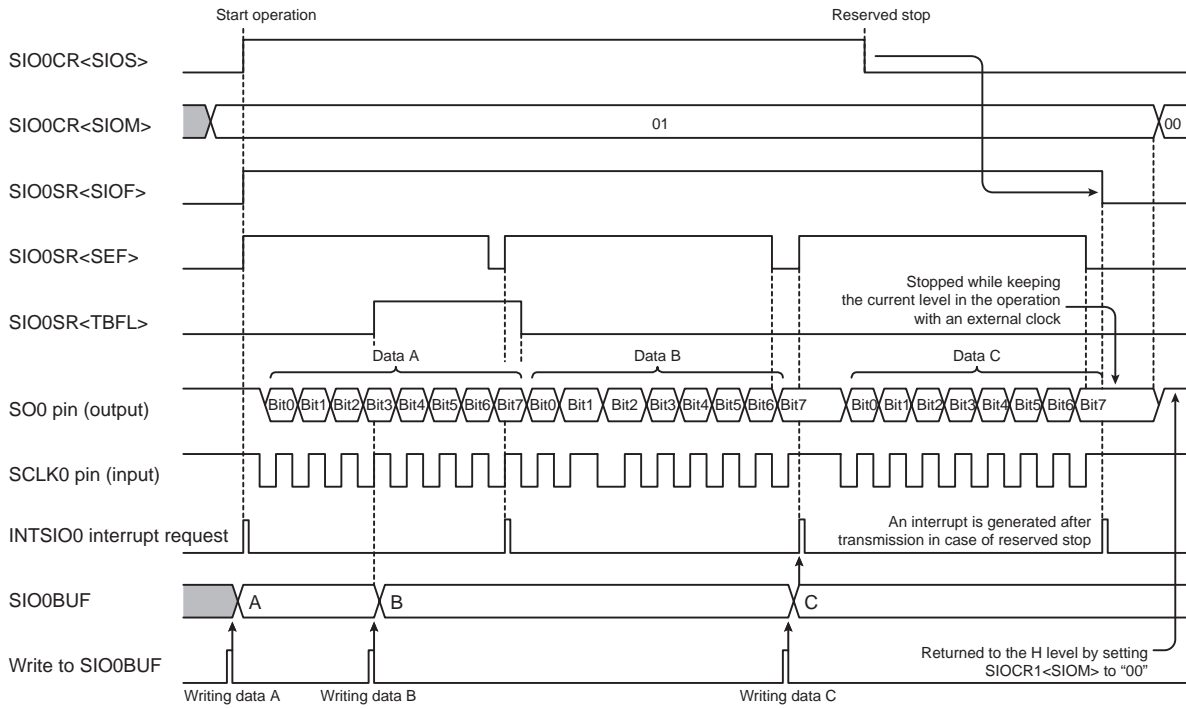 Start operation
Reserved stop
SIO0CR<SIOS>
SIO0CR<SIOM>
01
00
SIO0SR<SIOF>
SIO0SR<SEF>
Stopped while keeping
the current level in the operation
with an external clock
SIO0SR<TBFL>
Data A
Data B
Data C
SO0 pin (output)
Bit0 Bit1 Bit2 Bit3 Bit4 Bit5 Bit6 Bit7 Bit0 Bit1 Bit2 Bit3 Bit4 Bit5 Bit6 Bit7 Bit0 Bit1 Bit2 Bit3 Bit4 Bit5 Bit6 Bit7
SCLK0 pin (input)
INTSIO0 interrupt request
An interrupt is generated after
transmission in case of reserved stop
SIO0BUF
A
B
C
Write to SIO0BUF
Returned to the H level by setting
SIOCR1<SIOM> to “00”
Writing data A
Writing data B
Writing data C